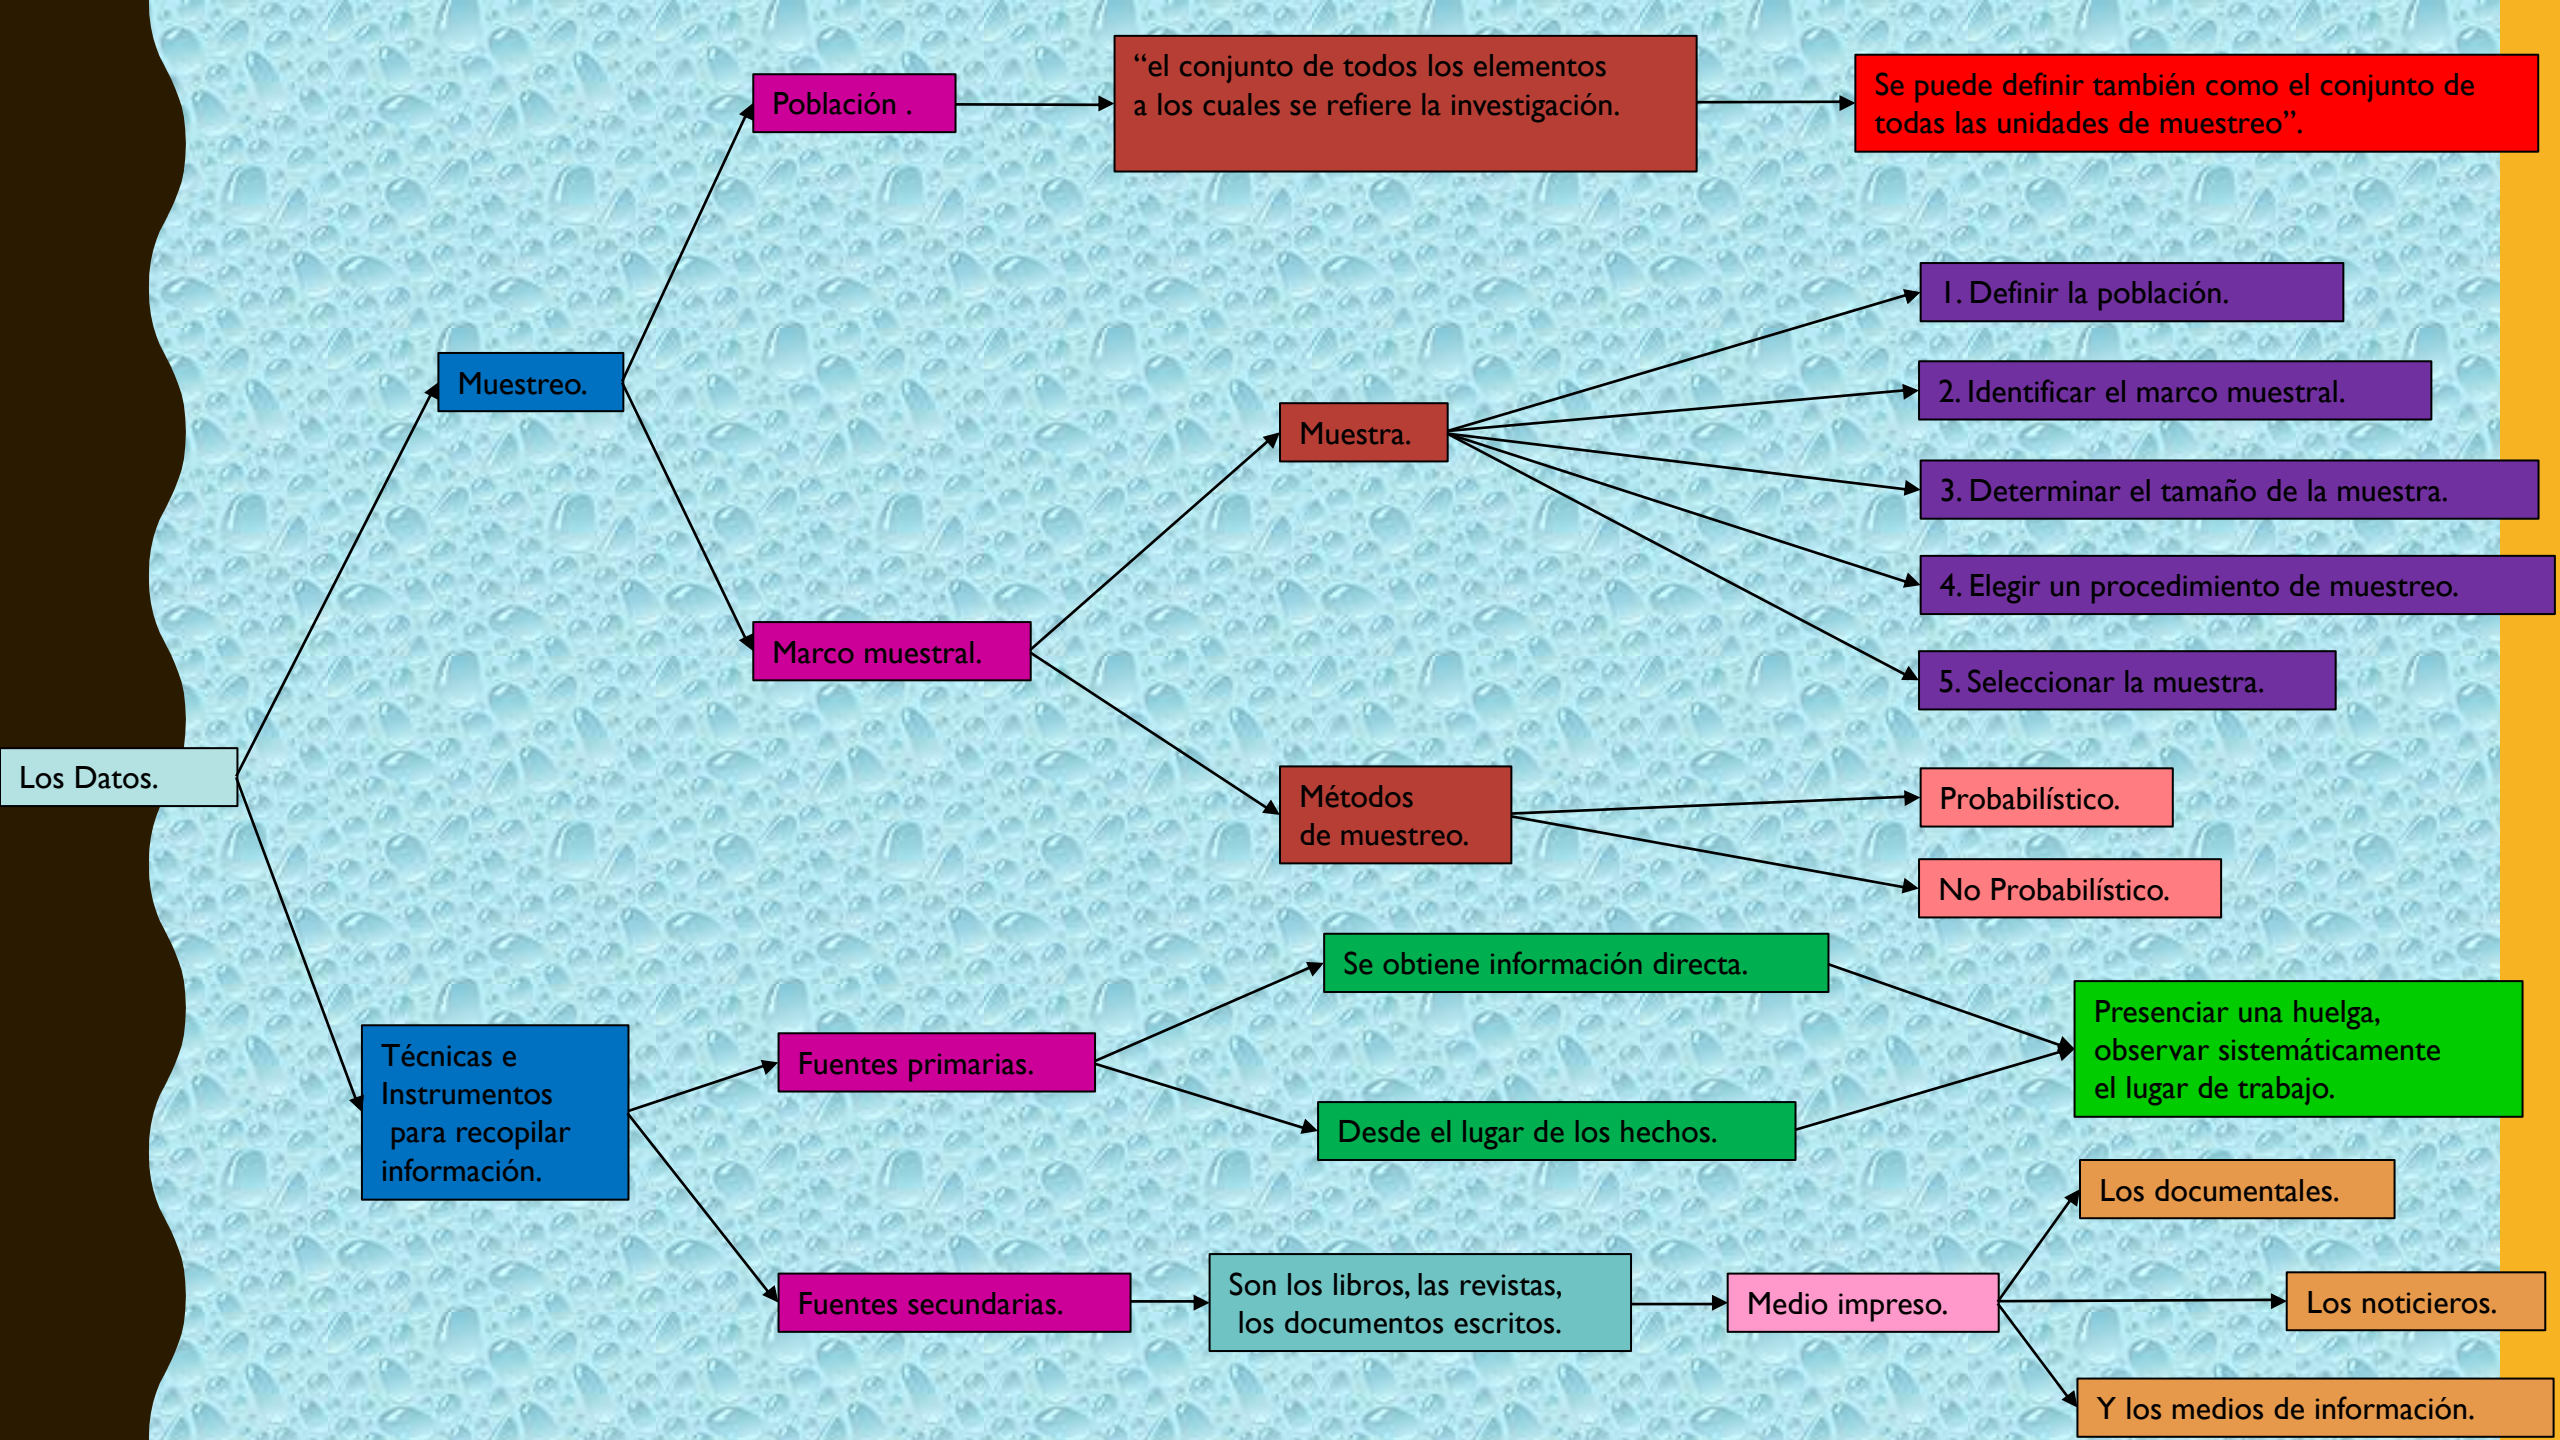 Población .
“el conjunto de todos los elementos
a los cuales se refiere la investigación.
Se puede definir también como el conjunto de
todas las unidades de muestreo”.
1. Definir la población.
Muestreo.
2. Identificar el marco muestral.
Muestra.
3. Determinar el tamaño de la muestra.
4. Elegir un procedimiento de muestreo.
Marco muestral.
5. Seleccionar la muestra.
Los Datos.
Métodos
de muestreo.
Probabilístico.
No Probabilístico.
Se obtiene información directa.
Técnicas e
Instrumentos
para recopilar
información.
Fuentes primarias.
Presenciar una huelga,
observar sistemáticamente
el lugar de trabajo.
Desde el lugar de los hechos.
Los documentales.
Fuentes secundarias.
Son los libros, las revistas,
los documentos escritos.
Medio impreso.
Los noticieros.
Y los medios de información.